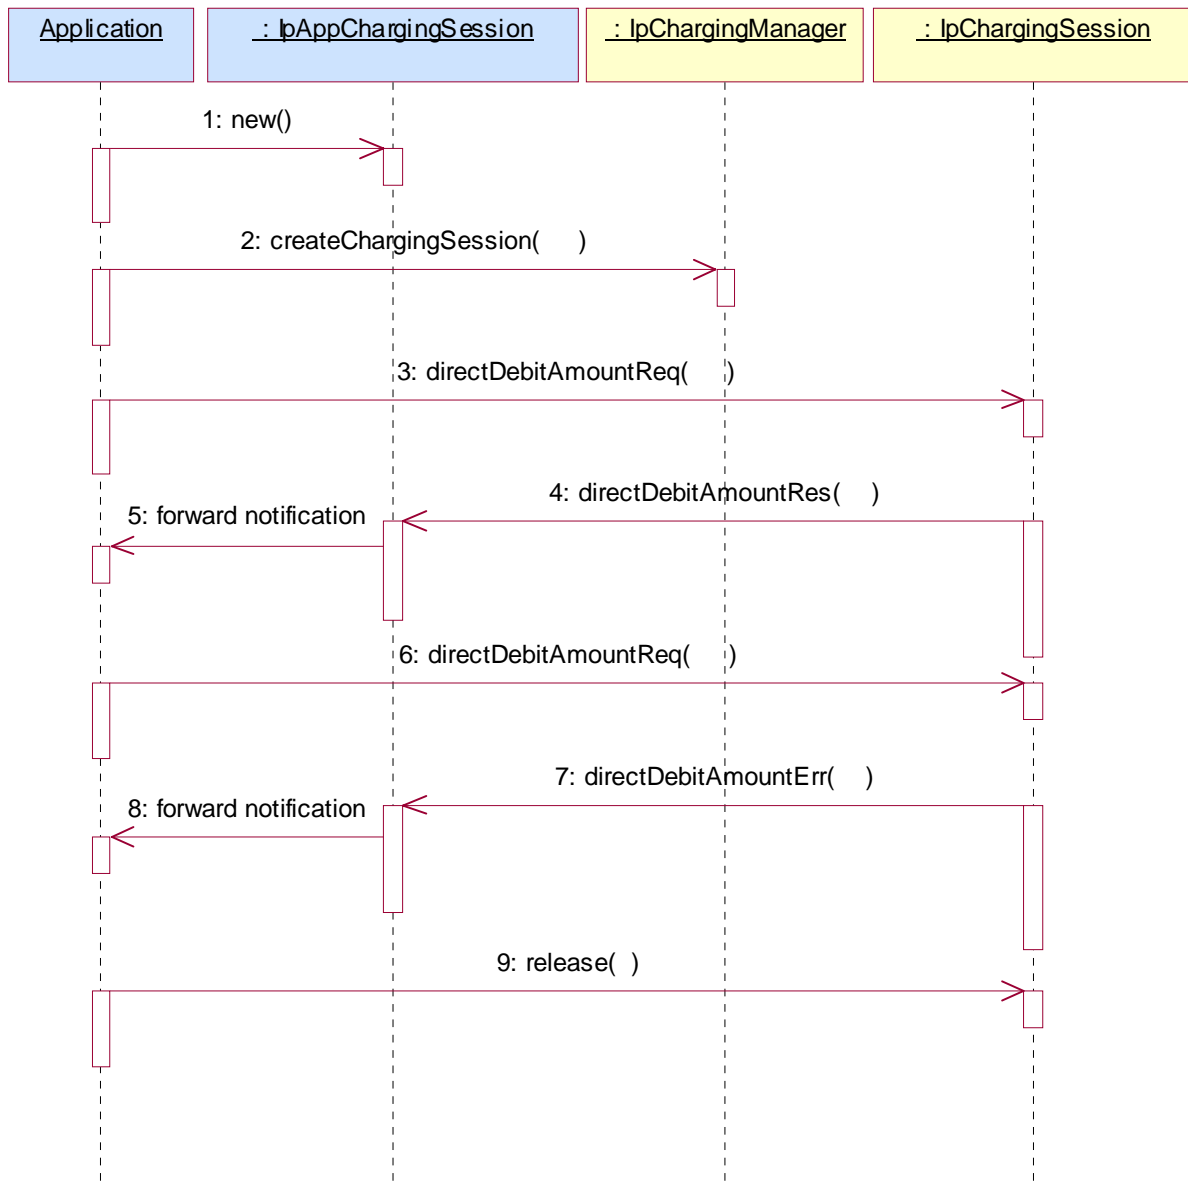 Application
: IpAppChargingSession
: IpChargingManager
: IpChargingSession
1: new()
2: createChargingSession( )
3: directDebitAmountReq( )
4: directDebitAmountRes( )
5: forward notification
6: directDebitAmountReq( )
7: directDebitAmountErr( )
8: forward notification
9: release( )